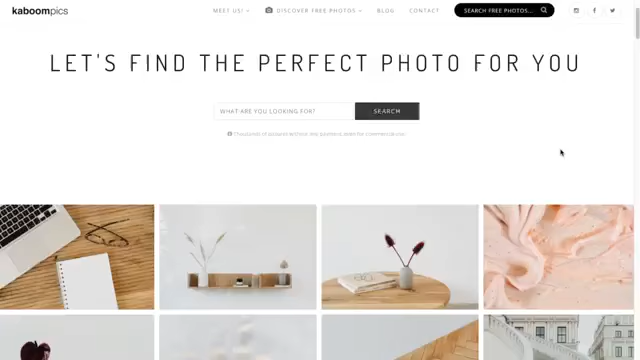 kaboompics
MEET US!
DISCOVER FREE PHOTOS
BLOG
CONTACT
SEARCH FREE PHOTOS...
LET'S FIND THE PERFECT PHOTO FOR YOU
WHAT ARE YOU LOOKING FOR?
SEARCH